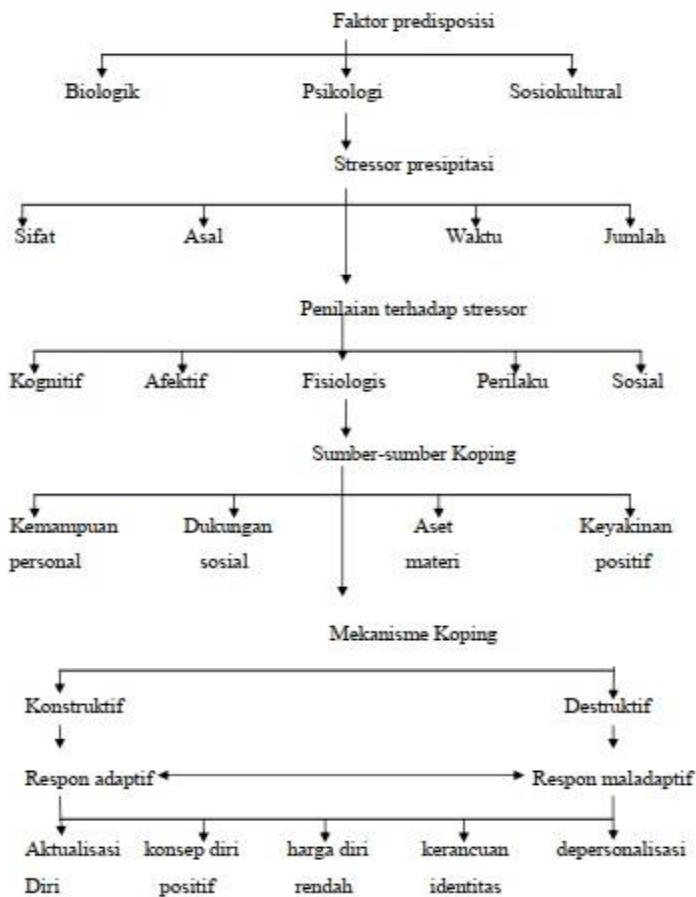 Faktor predisposisi
Biologik Psikologi Sosiokultural
Stressor presipitasi
Sifat Asal Waktu Jumlah
Penilaian terhadap stressor
Kognitif Afektif Fisiologis Perilaku Sosial
Sumber-sumber Koping
Kemampuan Dukungan Aset Keyakinan
personal sosial materi positif
Mekanisme Koping
Konstruktif Destruktif
Respon adaptif Respon maladaptif
Aktualisasi konsep diri harga diri kerancuan depersonalisasi
Diri positif rendah identitas